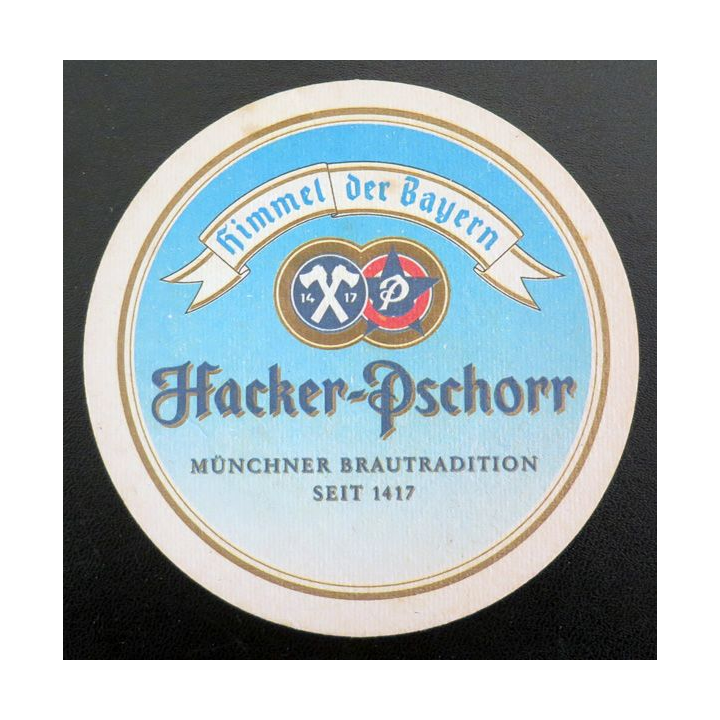 Himmel der Bayern
14 17 P
Hacker-Pschorr
MÜNCHNER BRAUTRADITION
SEIT 1417